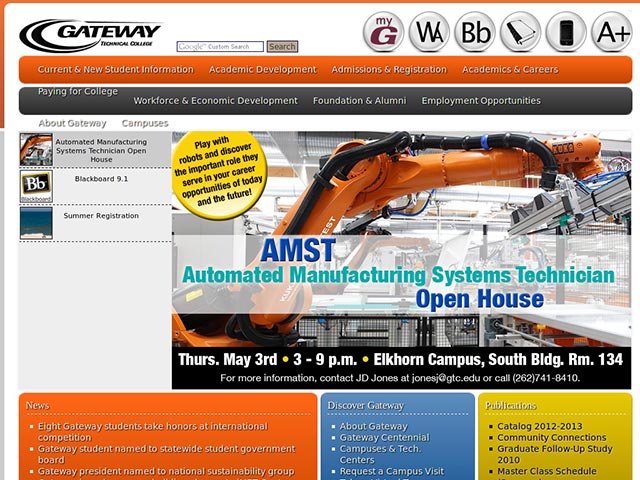 GATEWAY
TECHNICAL COLLEGE
Google™ Custom Search
Search
my
G
WA
Bb
A+
Current & New Student Information
Academic Development
Admissions & Registration
Academics & Careers
Paying for College
Workforce & Economic Development
Foundation & Alumni
Employment Opportunities
About Gateway
Campuses
Automated Manufacturing
Systems Technician Open
House
Bb
Blackboard
Blackboard 9.1
Summer Registration
Play with
robots and discover
the important role they
serve in your career
opportunities of today
and the future!
AMST
Automated Manufacturing Systems Technician
Open House
Thurs. May 3rd • 3 - 9 p.m. • Elkhorn Campus, South Bldg. Rm. 134
For more information, contact JD Jones at jonesj@gtc.edu or call (262)741-8410.
News
Eight Gateway students take honors at international
competition
Gateway student named to statewide student government
board
Gateway president named to national sustainability group
Discover Gateway
About Gateway
Gateway Centennial
Campuses & Tech.
Centers
Request a Campus Visit
Publications
Catalog 2012-2013
Community Connections
Graduate Follow-Up Study
2010
Master Class Schedule